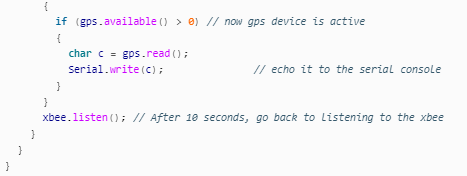 {
if (gps.available() > 0) // now gps device is active
{
char c = gps.read();
Serial.write(c); // echo it to the serial console
}
}
xbee.listen(); // After 10 seconds, go back to listening to the xbee
}
}
}